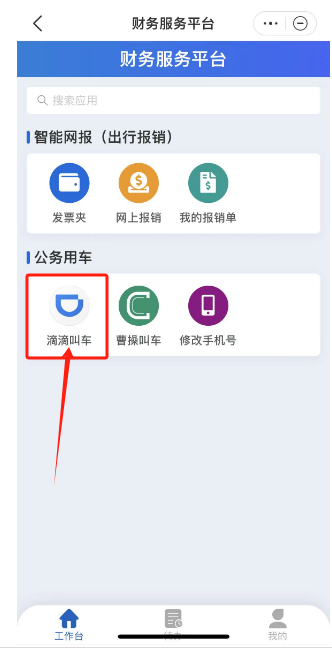 财务服务平台
财务服务平台
搜索应用
智能网报（出行报销）
发票夹 网上报销 我的报销单
公务用车
滴滴叫车 曹操叫车 修改手机号
工作台 我的